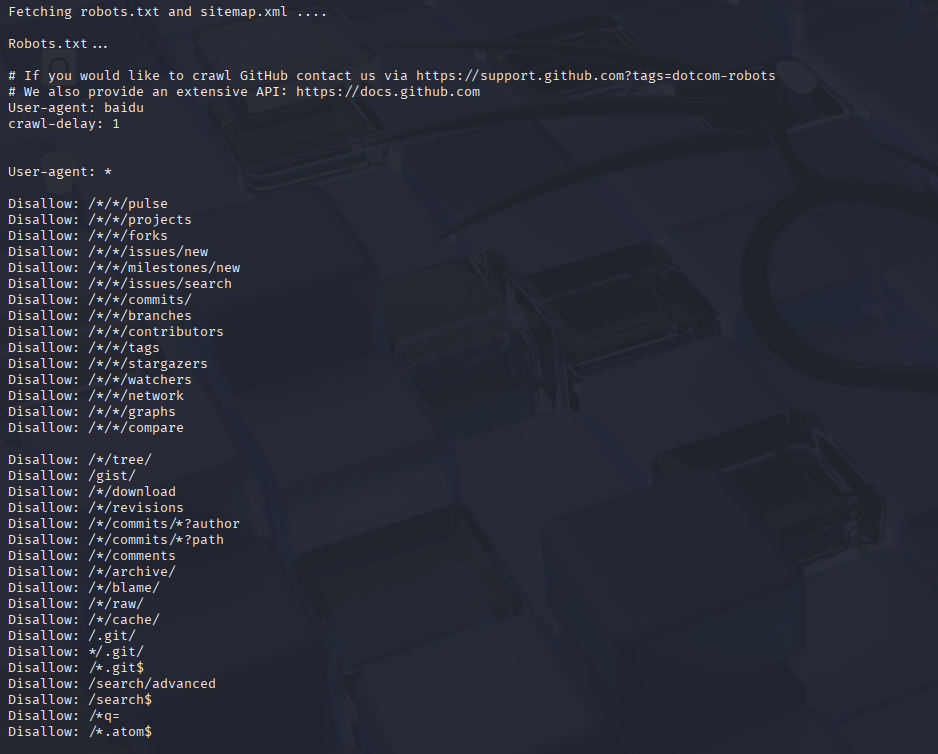 Fetching robots.txt and sitemap.xml ....
Robots.txt...
# If you would like to crawl GitHub contact us via https://support.github.com?tags=dotcom-robots
# We also provide an extensive API: https://docs.github.com
User-agent: baidu
crawl-delay: 1
User-agent: *
Disallow: /*/*/pulse
Disallow: /*/*/projects
Disallow: /*/*/forks
Disallow: /*/*/issues/new
Disallow: /*/*/milestones/new
Disallow: /*/*/issues/search
Disallow: /*/*/commits/
Disallow: /*/*/branches
Disallow: /*/*/contributors
Disallow: /*/*/tags
Disallow: /*/*/stargazers
Disallow: /*/*/watchers
Disallow: /*/*/network
Disallow: /*/*/graphs
Disallow: /*/*/compare
Disallow: /*/tree/
Disallow: /gist/
Disallow: /*/download
Disallow: /*/revisions
Disallow: /*/commits/*?author
Disallow: /*/commits/*?path
Disallow: /*/comments
Disallow: /*/archive/
Disallow: /*/blame/
Disallow: /*/raw/
Disallow: /*/cache/
Disallow: /.git/
Disallow: */.git/
Disallow: /*.git$
Disallow: /search/advanced
Disallow: /search$
Disallow: /*q=
Disallow: /*.atom$